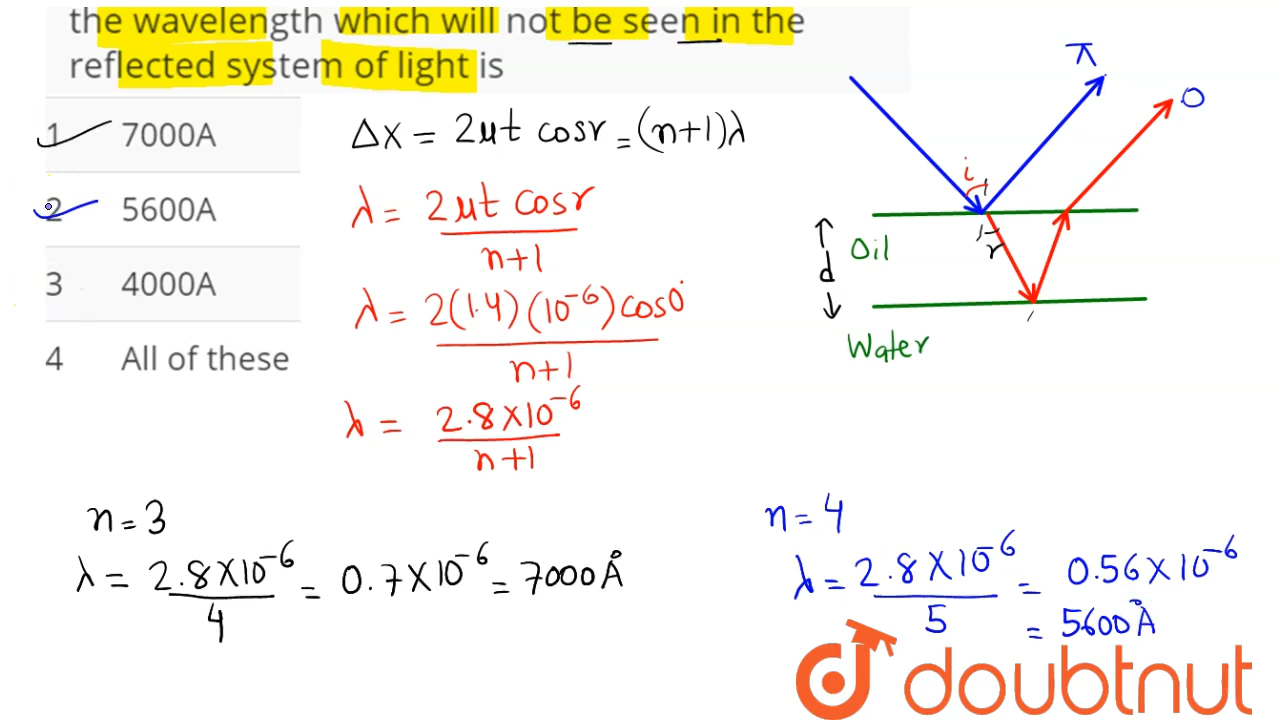 the wavelength which will not be seen in the
reflected system of light is
1 7000A
2 5600A
3 4000A
4 All of these
Δx = 2μt cosr = (n+1)λ
λ = 2μt cosr / n+1
λ = 2(1.4)(10⁻⁶)cos0° / n+1
λ = 2.8×10⁻⁶ / n+1
π
O
i
r
Oil
d
Water
n = 3
λ = 2.8×10⁻⁶ / 4 = 0.7×10⁻⁶ = 7000Å
n = 4
λ = 2.8×10⁻⁶ / 5 = 0.56×10⁻⁶
= 5600Å
doubtnut